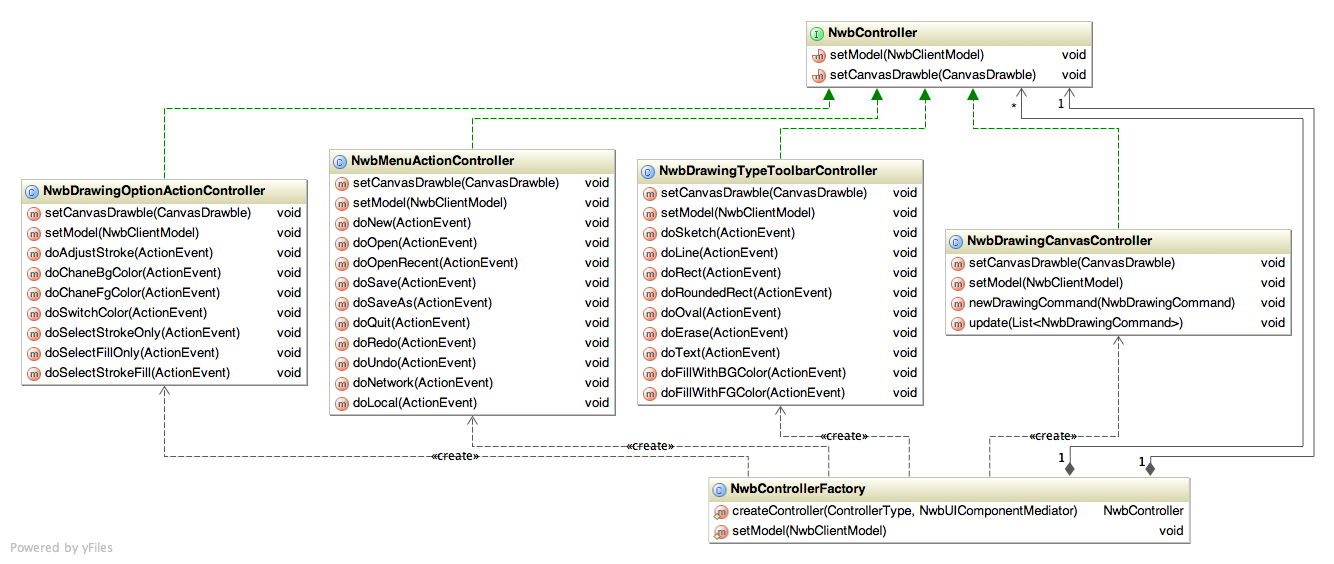 NwbController
setModel(NwbClientModel) void
setCanvasDrawble(CanvasDrawble) void
* 1
NwbDrawingOptionActionController
setCanvasDrawble(CanvasDrawble) void
setModel(NwbClientModel) void
doAdjustStroke(ActionEvent) void
doChaneBgColor(ActionEvent) void
doChaneFgColor(ActionEvent) void
doSwitchColor(ActionEvent) void
doSelectStrokeOnly(ActionEvent) void
doSelectFillOnly(ActionEvent) void
doSelectStrokeFill(ActionEvent) void
NwbMenuActionController
setCanvasDrawble(CanvasDrawble) void
setModel(NwbClientModel) void
doNew(ActionEvent) void
doOpen(ActionEvent) void
doOpenRecent(ActionEvent) void
doSave(ActionEvent) void
doSaveAs(ActionEvent) void
doQuit(ActionEvent) void
doRedo(ActionEvent) void
doUndo(ActionEvent) void
doNetwork(ActionEvent) void
doLocal(ActionEvent) void
NwbDrawingTypeToolbarController
setCanvasDrawble(CanvasDrawble) void
setModel(NwbClientModel) void
doSketch(ActionEvent) void
doLine(ActionEvent) void
doRect(ActionEvent) void
doRoundedRect(ActionEvent) void
doOval(ActionEvent) void
doErase(ActionEvent) void
doText(ActionEvent) void
doFillWithBGColor(ActionEvent) void
doFillWithFGColor(ActionEvent) void
NwbDrawingCanvasController
setCanvasDrawble(CanvasDrawble) void
setModel(NwbClientModel) void
newDrawingCommand(NwbDrawingCommand) void
update(List<NwbDrawingCommand>) void
«create»
«create»
«create»
«create»
1 1
NwbControllerFactory
createController(ControllerType, NwbUIComponentMediator) NwbController
setModel(NwbClientModel) void
Powered by yFiles